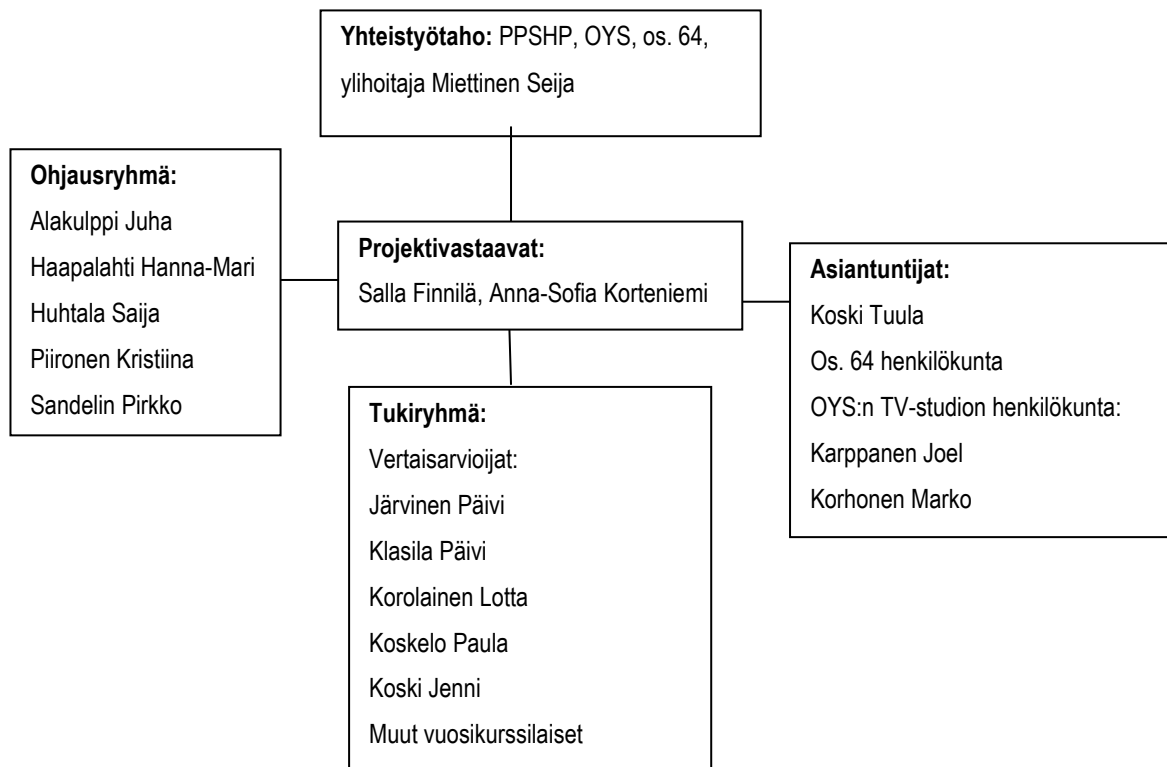 Yhteistyötaho: PPSHP, OYS, os. 64,
ylihoitaja Miettinen Seija
Ohjausryhmä:
Alakulppi Juha
Haapalahti Hanna-Mari
Huhtala Saija
Piironen Kristiina
Sandelin Pirkko
Projektivastaavat:
Salla Finnilä, Anna-Sofia Korteniemi
Asiantuntijat:
Koski Tuula
Os. 64 henkilökunta
OYS:n TV-studion henkilökunta:
Karppanen Joel
Korhonen Marko
Tukiryhmä:
Vertaisarvioijat:
Järvinen Päivi
Klasila Päivi
Korolainen Lotta
Koskelo Paula
Koski Jenni
Muut vuosikurssilaiset